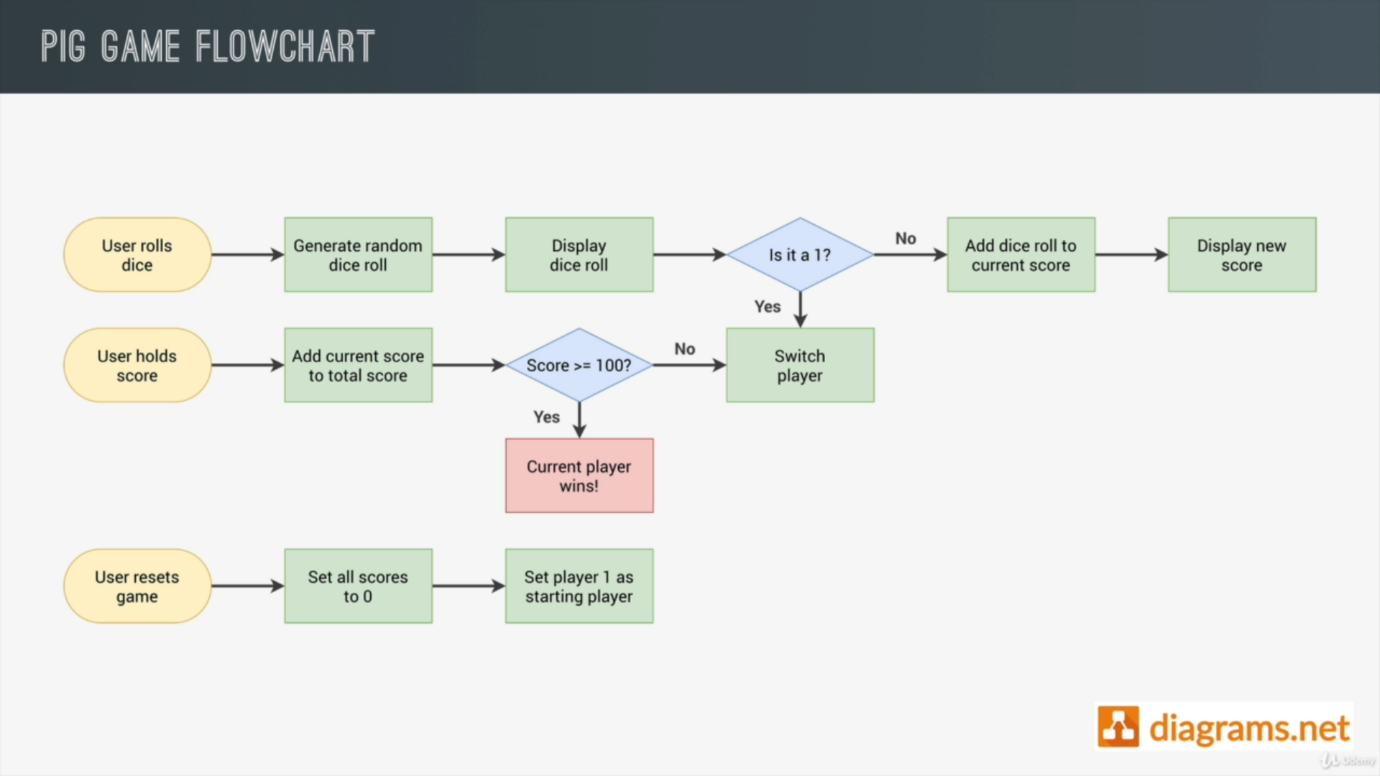 PIG GAME FLOWCHART
User rolls
dice
Generate random
dice roll
Display
dice roll
Is it a 1?
No
Add dice roll to
current score
Display new
score
Yes
User holds
score
Add current score
to total score
Score >= 100?
No
Switch
player
Yes
Current player
wins!
User resets
game
Set all scores
to 0
Set player 1 as
starting player
diagrams.net
Udemy